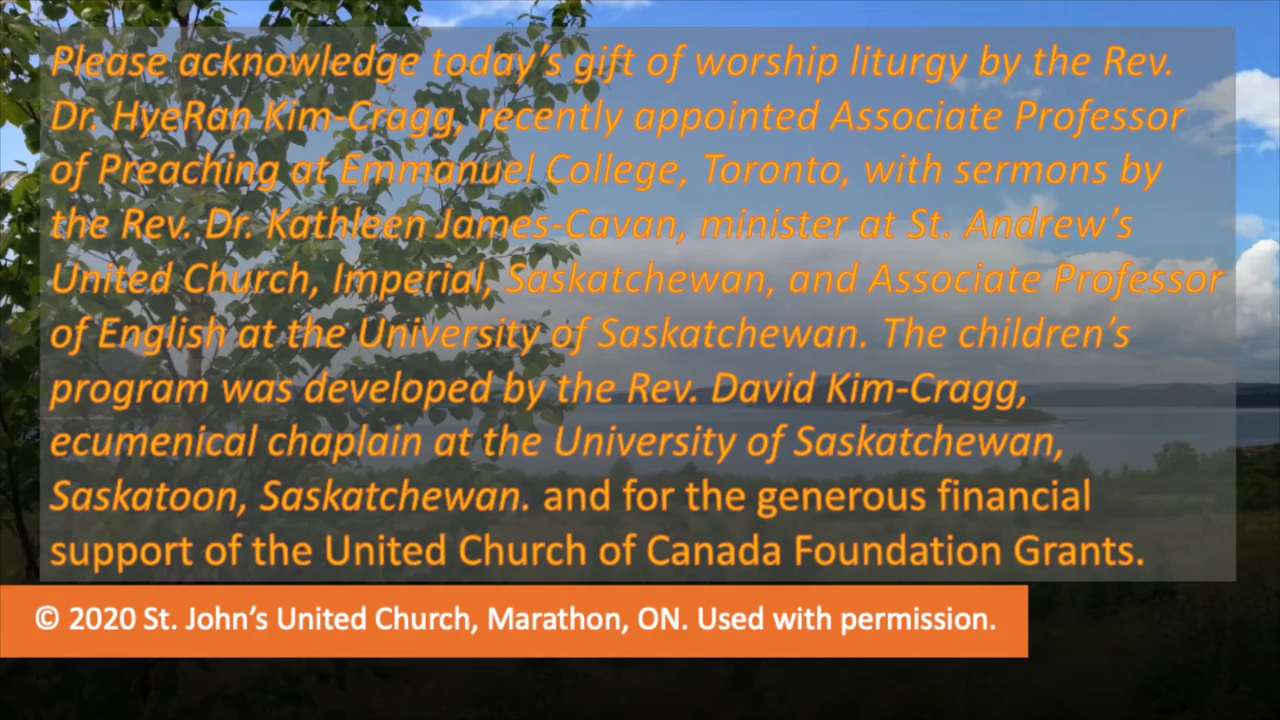 Please acknowledge today’s gift of worship liturgy by the Rev.
Dr. HyeRan Kim-Cragg, recently appointed Associate Professor
of Preaching at Emmanuel College, Toronto, with sermons by
the Rev. Dr. Kathleen James-Cavan, minister at St. Andrew’s
United Church, Imperial, Saskatchewan, and Associate Professor
of English at the University of Saskatchewan. The children’s
program was developed by the Rev. David Kim-Cragg,
ecumenical chaplain at the University of Saskatchewan,
Saskatoon, Saskatchewan. and for the generous financial
support of the United Church of Canada Foundation Grants.
© 2020 St. John’s United Church, Marathon, ON. Used with permission.